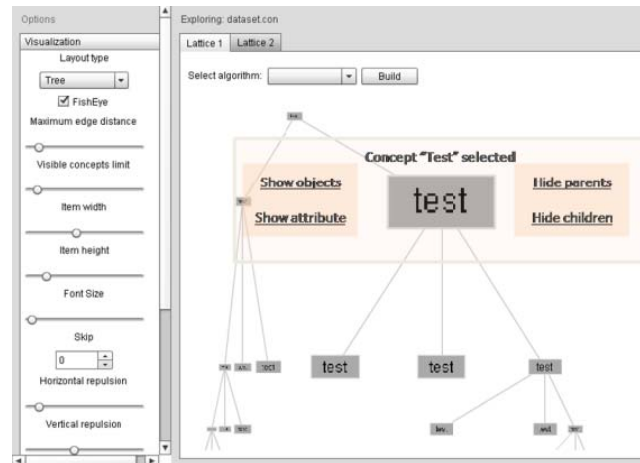 Options
Visualization
Layout type
Tree
FishEye
Maximum edge distance
Visible concepts limit
Item width
Item height
Font Size
Skip
0
Horizontal repulsion
Vertical repulsion
Exploring: dataset.con
Lattice 1 Lattice 2
Select algorithm: Build
Concept "Test" selected
Show objects test Hide parents
Show attribute Hide children
test test test test